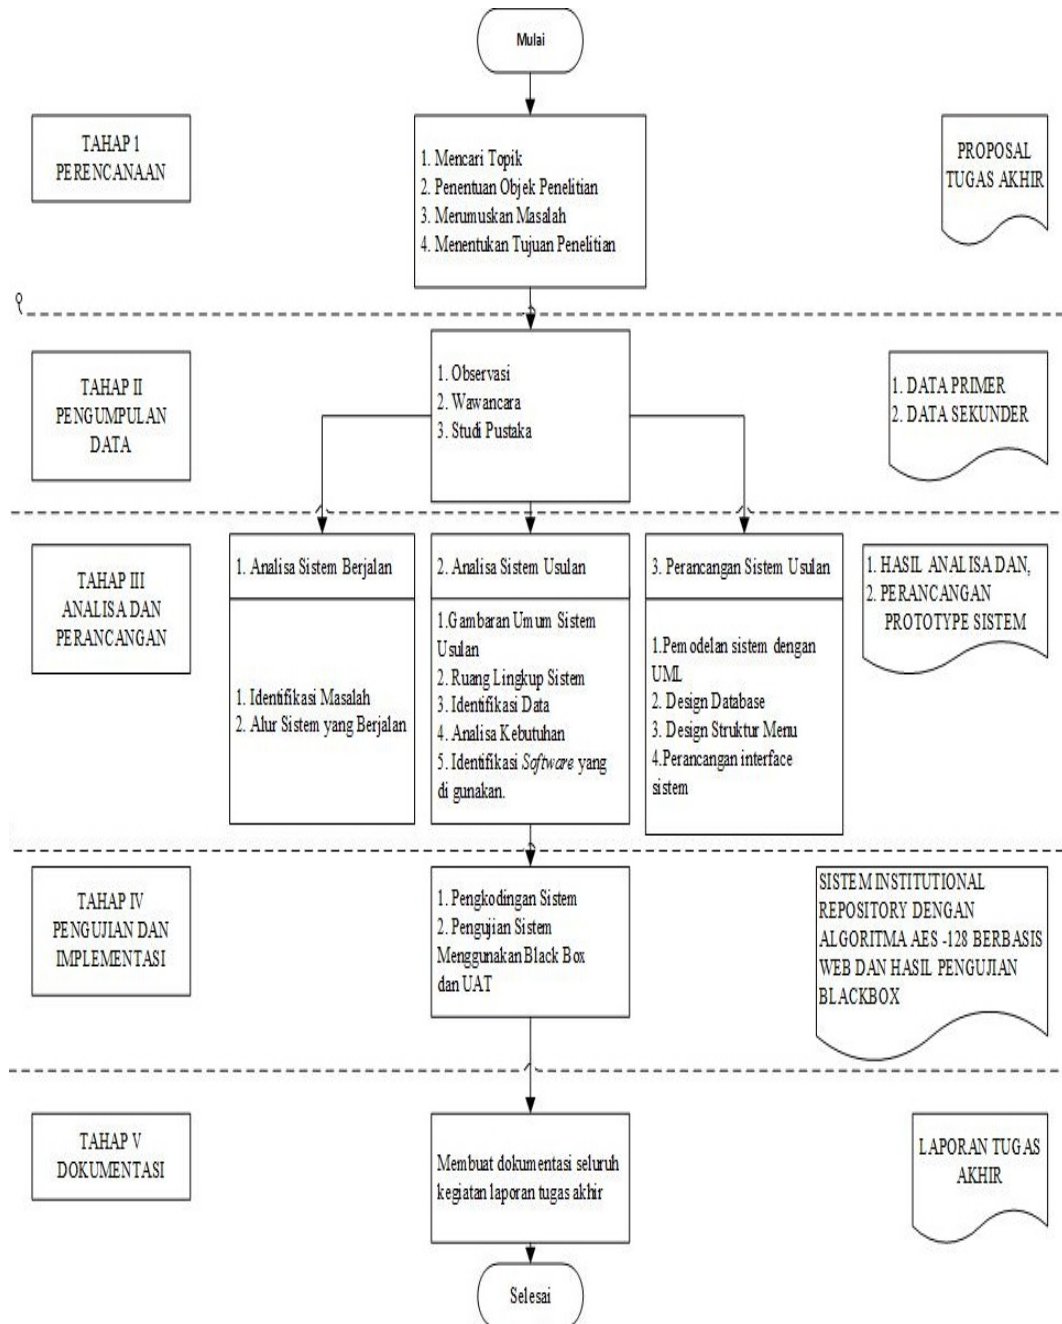 Mulai
TAHAP 1
PERENCANAAN
1. Mencari Topik
2. Penentuan Objek Penelitian
3. Merumuskan Masalah
4. Menentukan Tujuan Penelitian
PROPOSAL
TUGAS AKHIR
TAHAP II
PENGUMPULAN
DATA
1. Observasi
2. Wawancara
3. Studi Pustaka
1. DATA PRIMER
2. DATA SEKUNDER
TAHAP III
ANALISA DAN
PERANCANGAN
1. Analisa Sistem Berjalan
1. Identifikasi Masalah
2. Alur Sistem yang Berjalan
2. Analisa Sistem Usulan
1.Gambaran Umum Sistem
Usulan
2. Ruang Lingkup Sistem
3. Identifikasi Data
4. Analisa Kebutuhan
5. Identifikasi Software yang
di gunakan.
3. Perancangan Sistem Usulan
1.Pemodelan sistem dengan
UML
2. Design Database
3. Design Struktur Menu
4.Perancangan interface
sistem
1. HASIL ANALISA DAN,
2. PERANCANGAN
PROTOTYPE SISTEM
TAHAP IV
PENGUJIAN DAN
IMPLEMENTASI
1. Pengkodingan Sistem
2. Pengujian Sistem
Menggunakan Black Box
dan UAT
SISTEM INSTITUTIONAL
REPOSITORY DENGAN
ALGORITMA AES -128 BERBASIS
WEB DAN HASIL PENGUJIAN
BLACKBOX
TAHAP V
DOKUMENTASI
Membuat dokumentasi seluruh
kegiatan laporan tugas akhir
LAPORAN TUGAS
AKHIR
Selesai